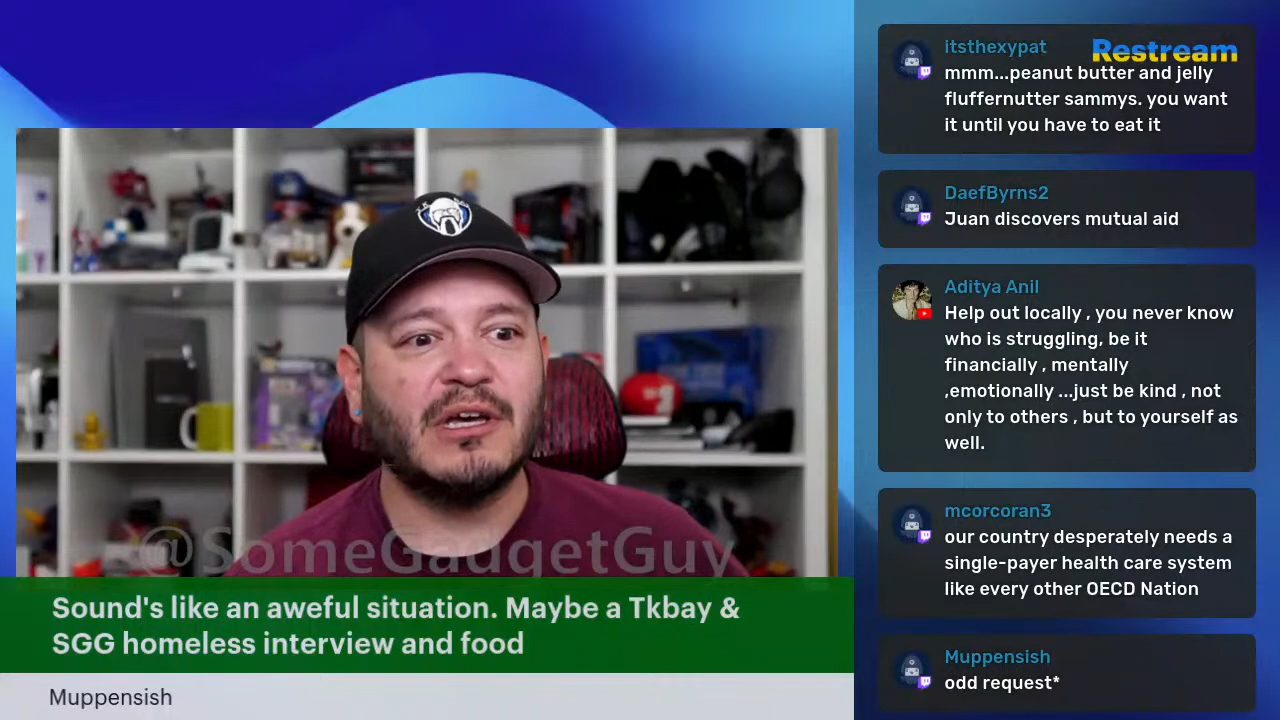 Restream
itsthexypat
mmm...peanut butter and jelly
fluffernutter sammys. you want
it until you have to eat it
DaefByrns2
Juan discovers mutual aid
Aditya Anil
Help out locally , you never know
who is struggling, be it
financially , mentally
,emotionally ...just be kind , not
only to others , but to yourself as
well.
mcorcoran3
our country desperately needs a
single-payer health care system
like every other OECD Nation
Muppensish
odd request*
@SomeGadgetGuy
Sound's like an aweful situation. Maybe a Tkbay &
SGG homeless interview and food
Muppensish